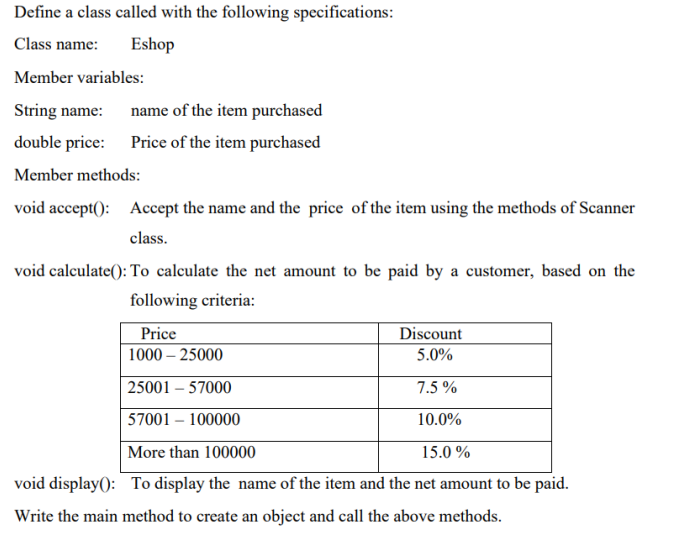 Define a class called with the following specifications:
Class name: Eshop
Member variables:
String name: name of the item purchased
double price: Price of the item purchased
Member methods:
void accept(): Accept the name and the price of the item using the methods of Scanner
class.
void calculate(): To calculate the net amount to be paid by a customer, based on the
following criteria:
Price Discount
1000 – 25000 5.0%
25001 – 57000 7.5 %
57001 – 100000 10.0%
More than 100000 15.0 %
void display(): To display the name of the item and the net amount to be paid.
Write the main method to create an object and call the above methods.